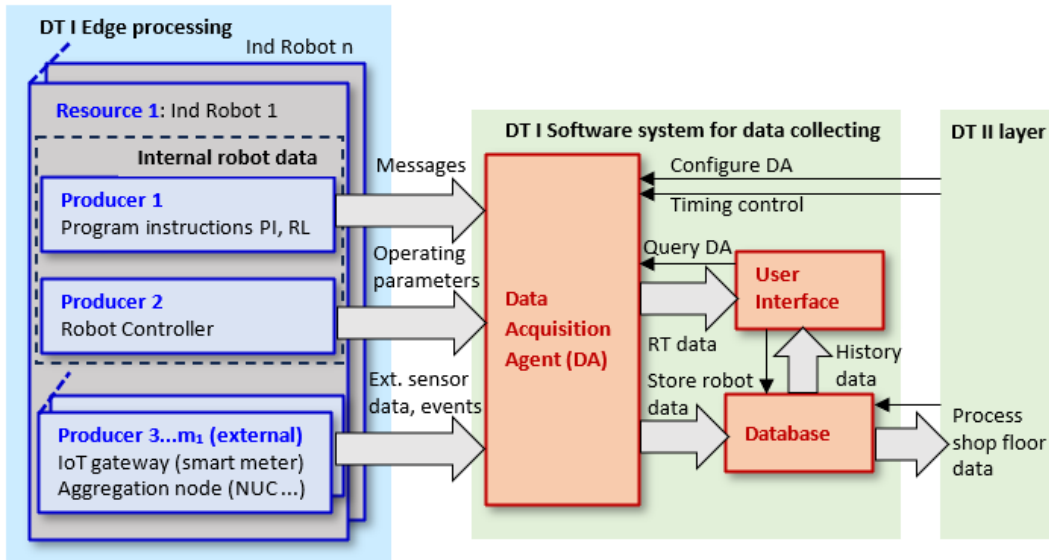 DT I Edge processing
Ind Robot n
Resource 1: Ind Robot 1
Internal robot data
Producer 1
Program instructions PI, RL
Producer 2
Robot Controller
Producer 3...m₁ (external)
IoT gateway (smart meter)
Aggregation node (NUC ...)
Messages
Operating
parameters
Ext. sensor
data, events
DT I Software system for data collecting
Data
Acquisition
Agent (DA)
Configure DA
Timing control
Query DA
User
Interface
RT data
History
data
Store robot
data
Database
DT II layer
Process
shop floor
data